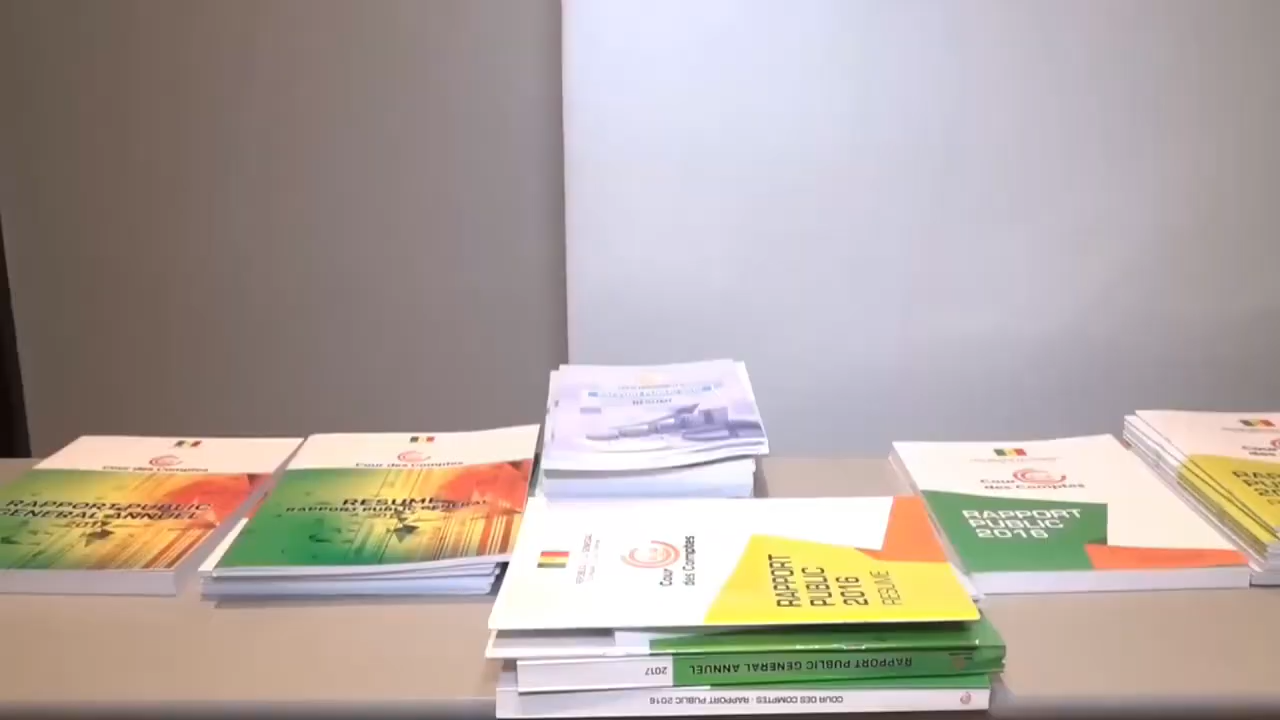 Cour des Comptes
RAPPORT PUBLIC
GENERAL ANNUEL
2017
Cour des Comptes
RESUME
RAPPORT PUBLIC GENERAL
RESUME
Cour
des Comptes
RAPPORT
PUBLIC
2016
RESUME
RAPPORT PUBLIC GENERAL ANNUEL
2017
COUR DES COMPTES - RAPPORT PUBLIC 2016
Cour
des Comptes
RAPPORT
PUBLIC
2016